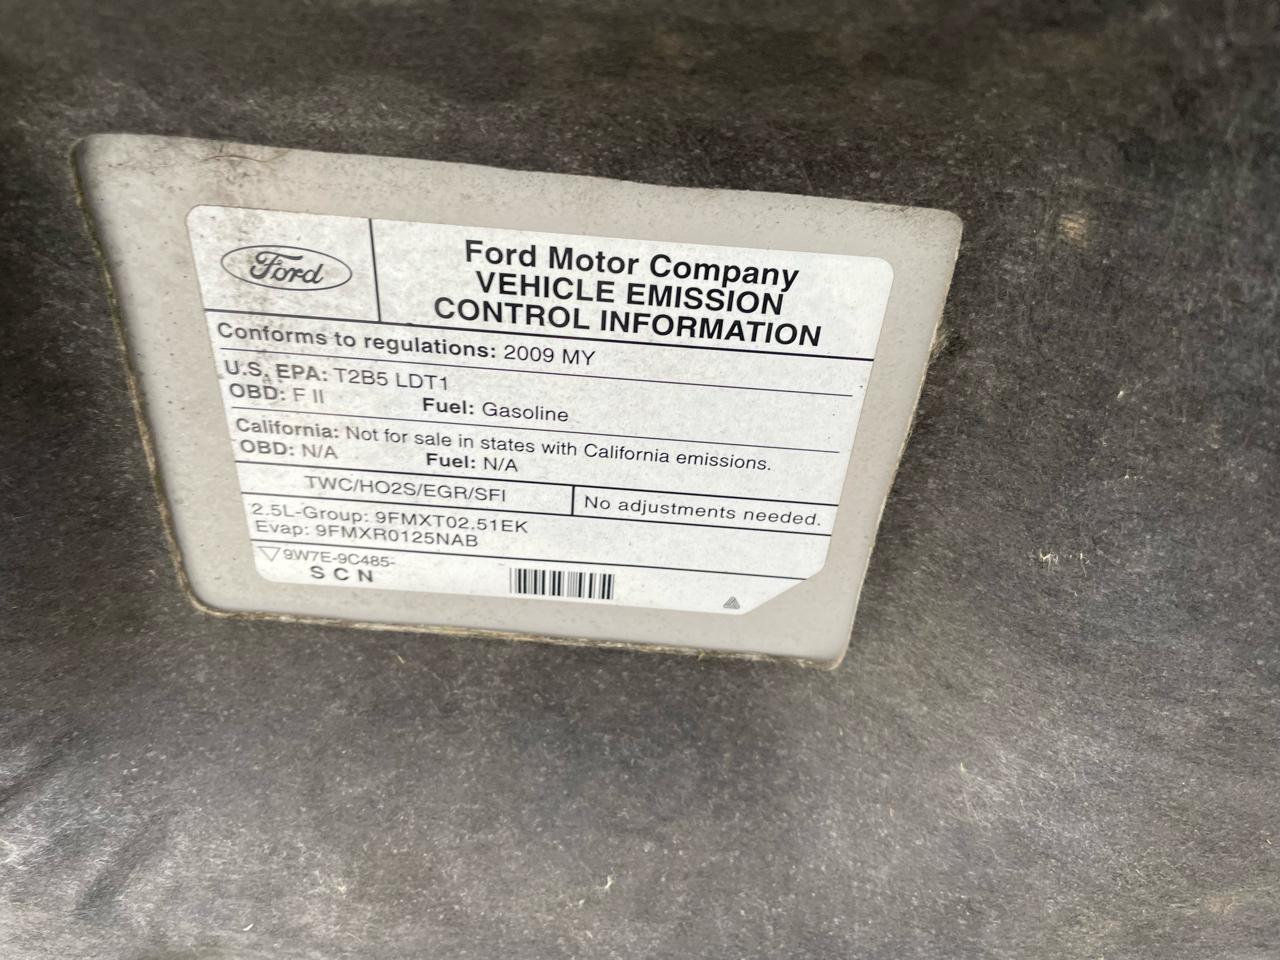 Ford
Ford Motor Company
VEHICLE EMISSION
CONTROL INFORMATION
Conforms to regulations: 2009 MY
U.S. EPA: T2B5 LDT1
OBD: F II Fuel: Gasoline
California: Not for sale in states with California emissions.
OBD: N/A Fuel: N/A
TWC/HO2S/EGR/SFI No adjustments needed.
2.5L-Group: 9FMXT02.51EK
Evap: 9FMXR0125NAB
9W7E-9C485-
S C N